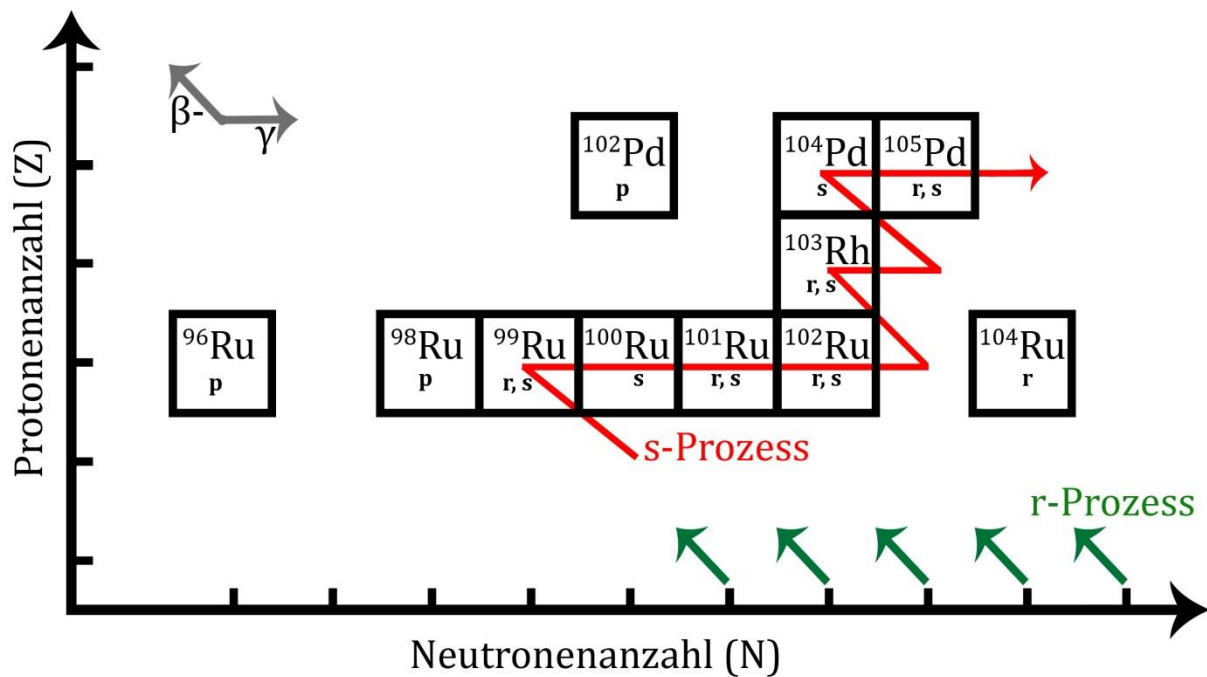 Protonenanzahl (Z)
β-
γ
¹⁰²Pd
p
¹⁰⁴Pd
s
¹⁰⁵Pd
r, s
¹⁰³Rh
r, s
⁹⁶Ru
p
⁹⁸Ru
p
⁹⁹Ru
r, s
¹⁰⁰Ru
s
¹⁰¹Ru
r, s
¹⁰²Ru
r, s
¹⁰⁴Ru
r
s-Prozess
r-Prozess
Neutronenanzahl (N)